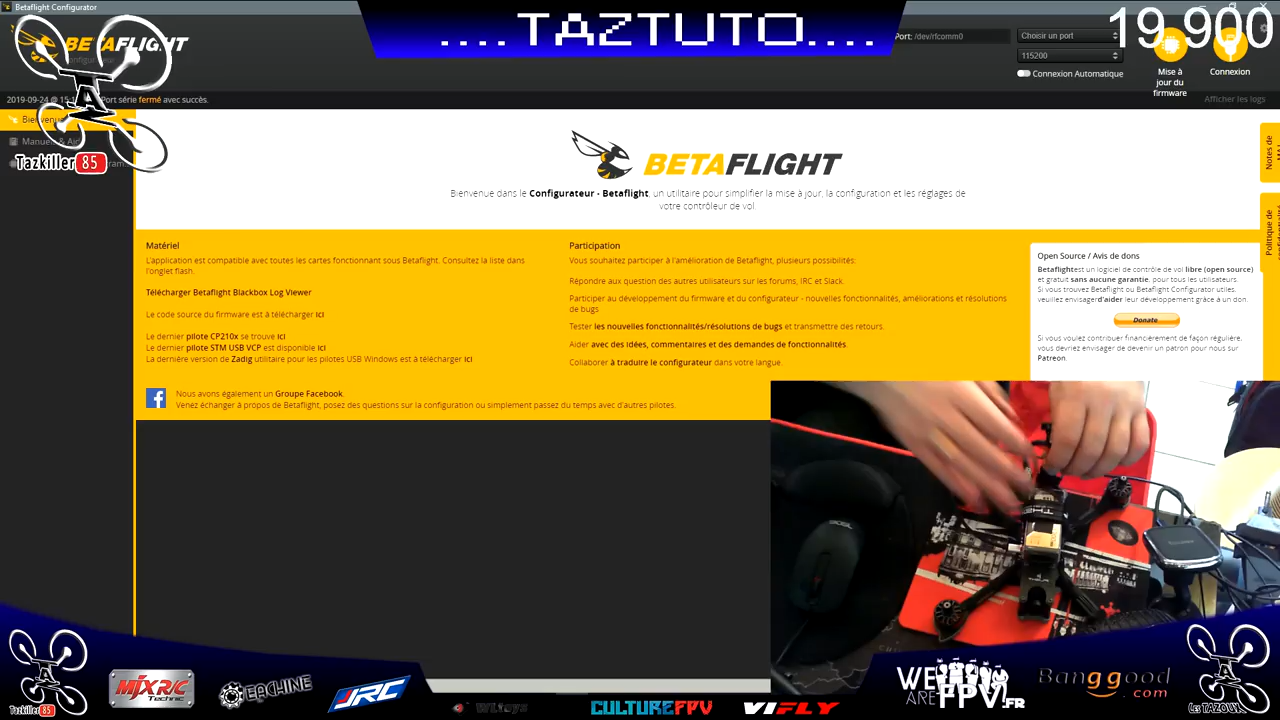 Betaflight Configurator
....TAZTUTO....
19.900
BETAFLIGHT
Port: /dev/rfcomm0
Choisir un port
115200
Connexion Automatique
Mise à
jour du
firmware
Connexion
2019-09-24 @ 15
Port série fermé avec succès.
Afficher les logs
Manuels & Aide
Tazkiller 85
BETAFLIGHT
Bienvenue dans le Configurateur - Betaflight, un utilitaire pour simplifier la mise à jour, la configuration et les réglages de
votre contrôleur de vol.
Notes de
Politique de
Matériel
L'application est compatible avec toutes les cartes fonctionnant sous Betaflight. Consultez la liste dans
l'onglet flash.
Télécharger Betaflight Blackbox Log Viewer
Le code source du firmware est à télécharger ici
Le dernier pilote CP210x se trouve ici
Le dernier pilote STM USB VCP est disponible ici
La dernière version de Zadig utilitaire pour les pilotes USB Windows est à télécharger ici
Nous avons également un Groupe Facebook.
Venez échanger à propos de Betaflight, posez des questions sur la configuration ou simplement passez du temps avec d'autres pilotes.
Participation
Vous souhaitez participer à l'amélioration de Betaflight, plusieurs possibilités:
Répondre aux question des autres utilisateurs sur les forums, IRC et Slack.
Participer au développement du firmware et du configurateur - nouvelles fonctionnalités, améliorations et résolutions
de bugs
Tester les nouvelles fonctionnalités/résolutions de bugs et transmettre des retours.
Aider avec des idées, commentaires et des demandes de fonctionnalités.
Collaborer à traduire le configurateur dans votre langue.
Open Source / Avis de dons
Betaflight est un logiciel de contrôle de vol libre (open source)
et gratuit sans aucune garantie, pour tous les utilisateurs.
Si vous trouvez Betaflight ou Betaflight Configurator utiles,
veuillez envisager d'aider leur développement grâce à un don.
Donate
Si vous voulez contribuer financièrement de façon régulière,
vous devriez envisager de devenir un patron pour nous sur
Patreon.
Tazkiller 85
MJXR/C
Technic
EACHINE
JJRC
WLtoys
CULTUREFPV
VIFLY
WE
ARE
FPV.FR
Banggood
.com
Les TAZOUX